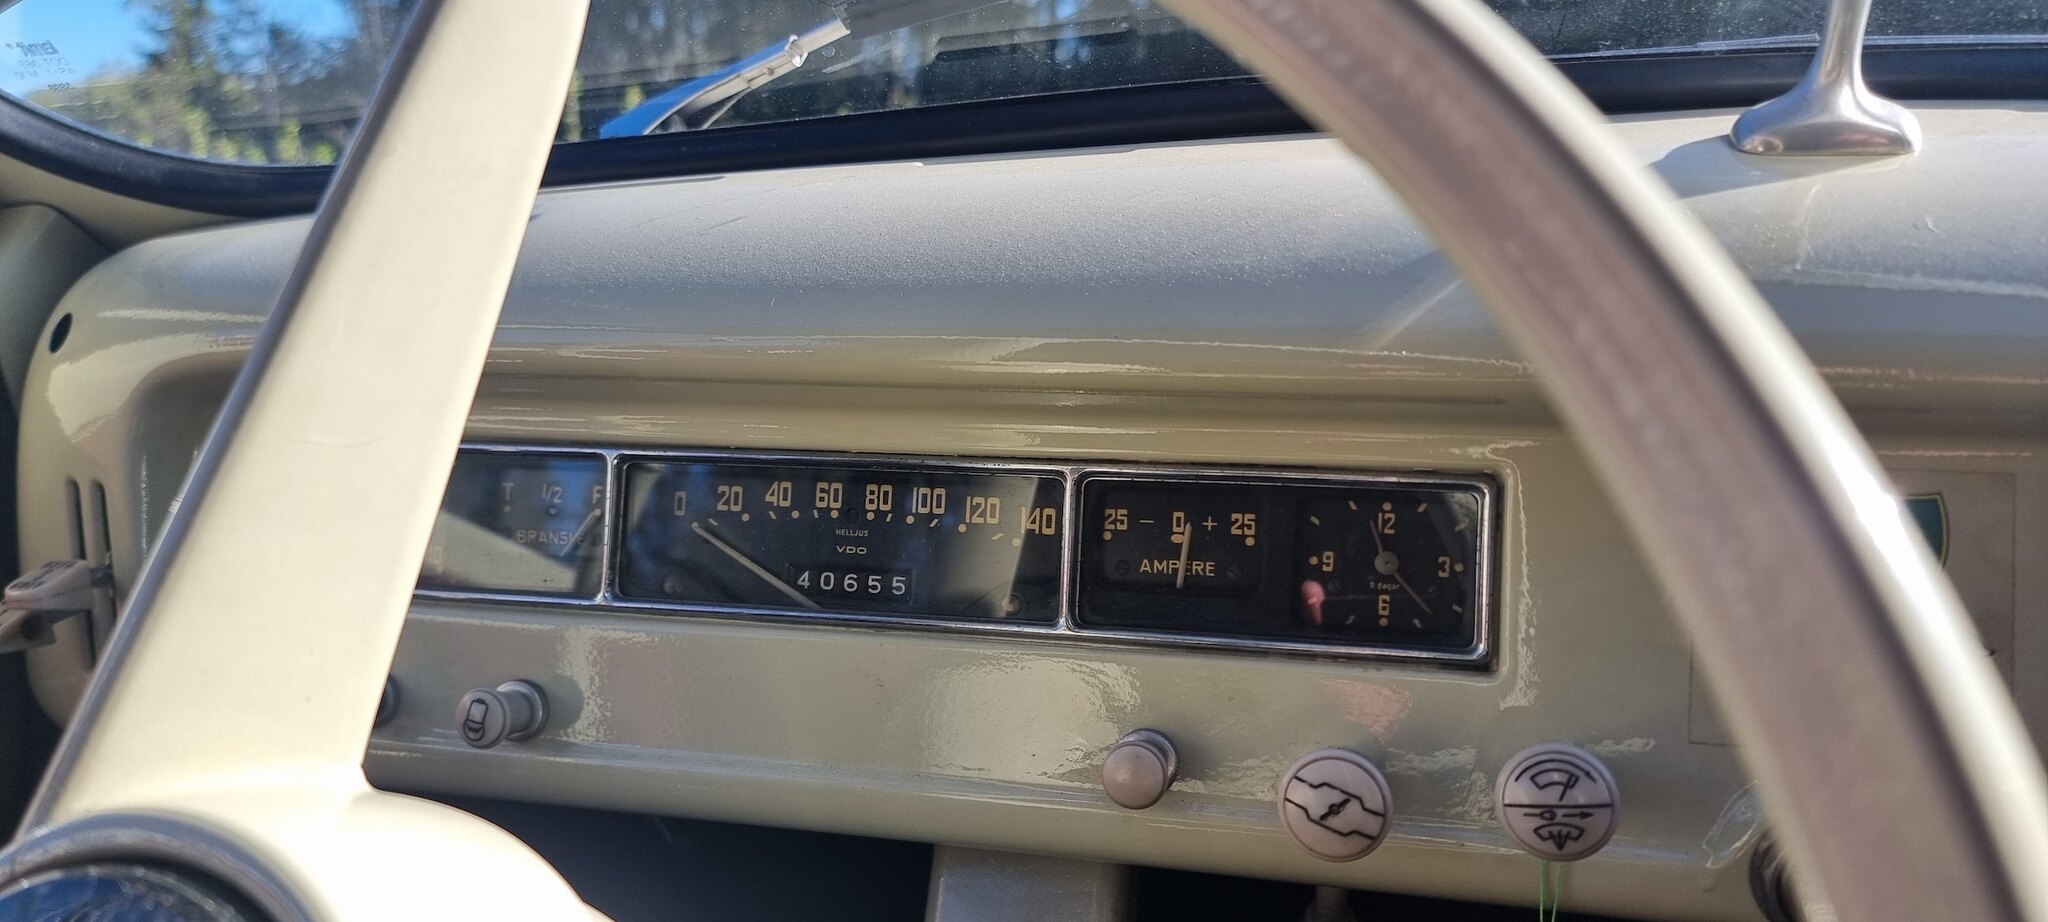 T 1/2 F
BRÄNSLE
0 20 40 60 80 100 120 140
HELLJUS
VDO
40655
25 - 0 + 25
AMPERE
12
9 3
8 dagar
6